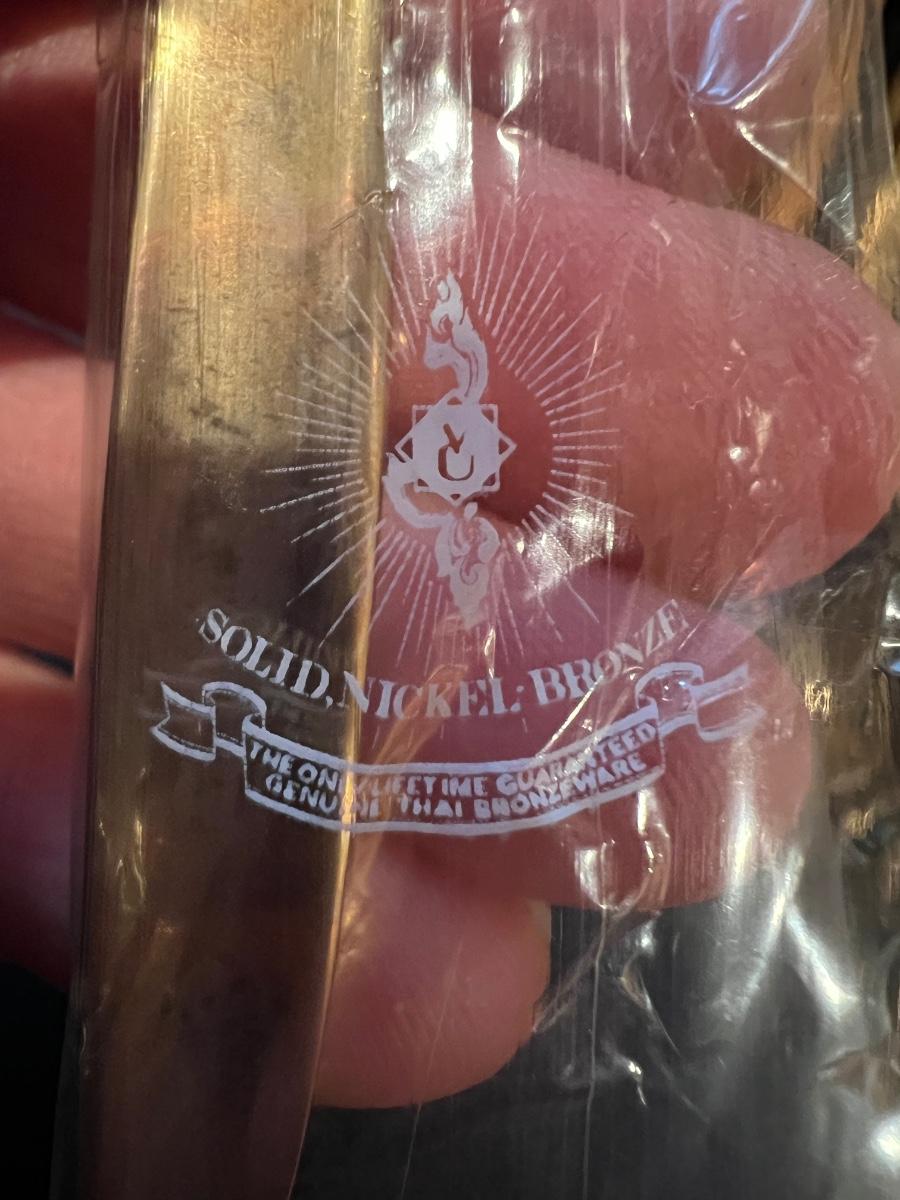 SOLID, NICKEL-BRONZE
THE ONLY LIFETIME GUARANTEED
GENUINE THAI BRONZEWARE